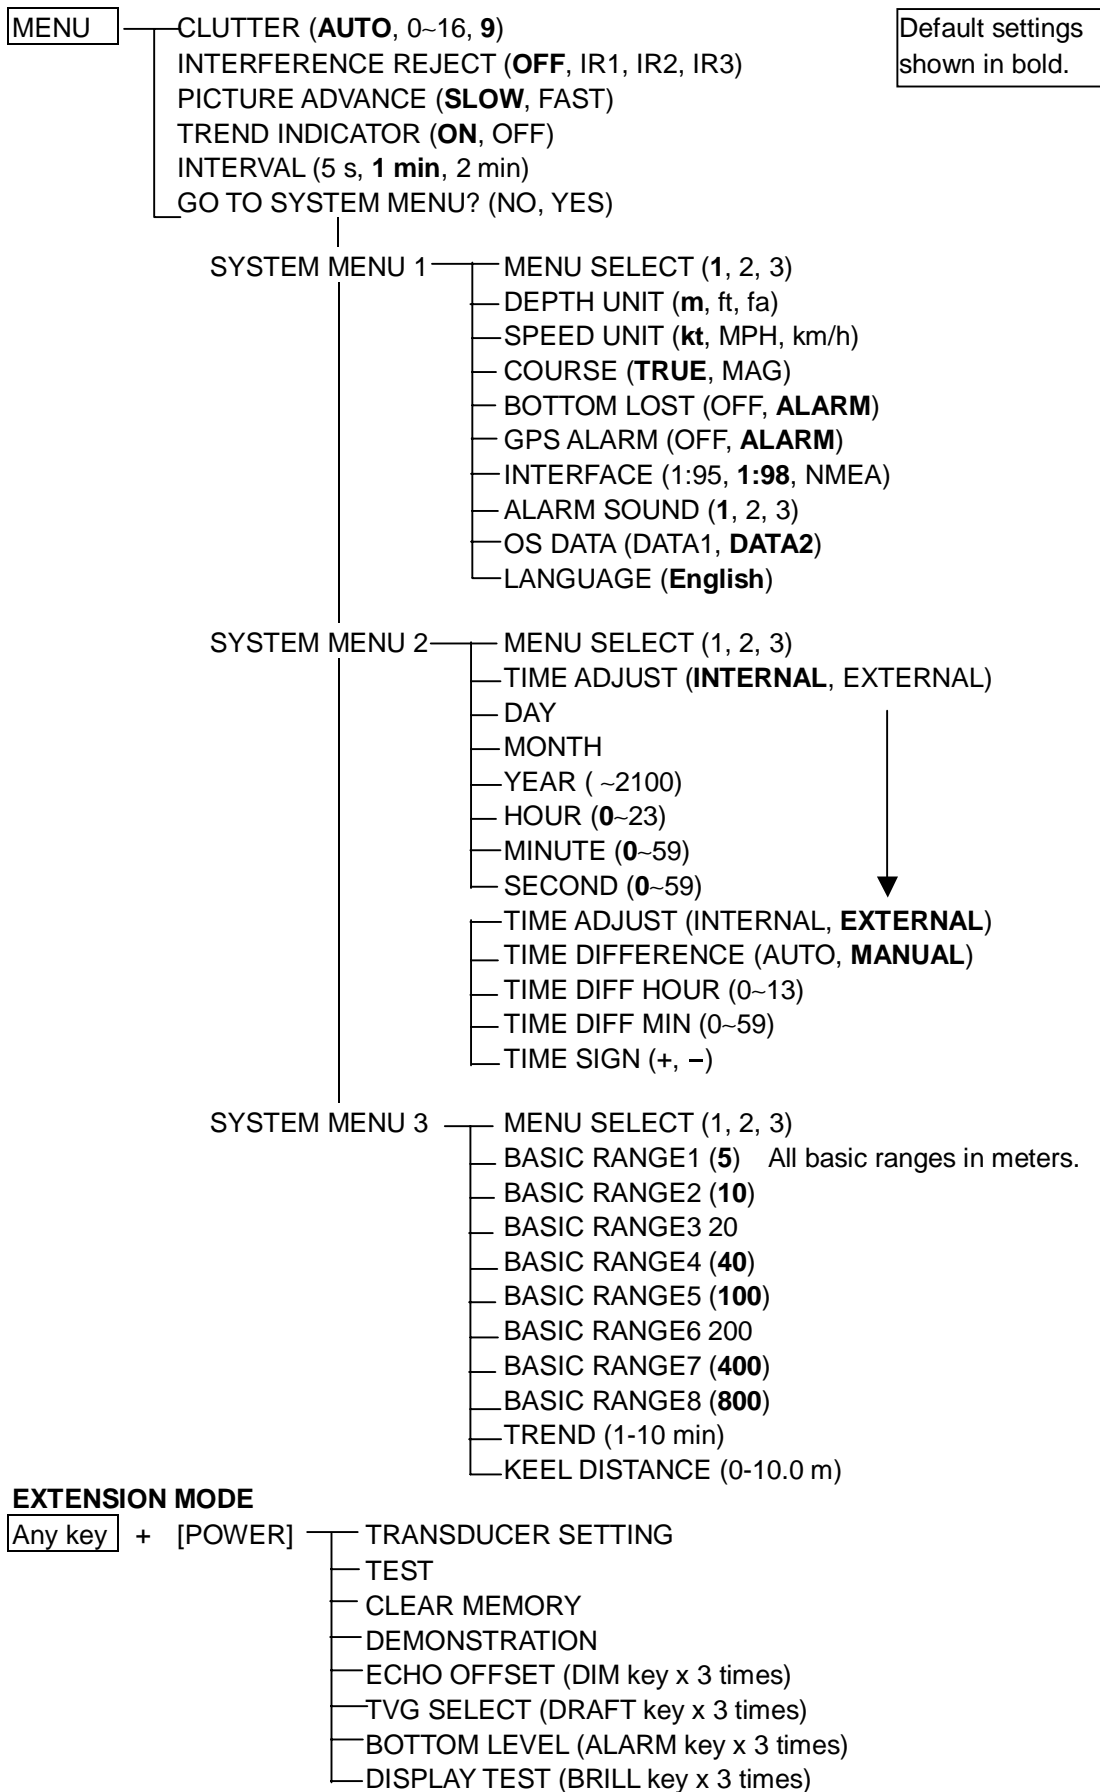 MENU
CLUTTER (AUTO, 0~16, 9)
Default settings
shown in bold.
INTERFERENCE REJECT (OFF, IR1, IR2, IR3)
PICTURE ADVANCE (SLOW, FAST)
TREND INDICATOR (ON, OFF)
INTERVAL (5 s, 1 min, 2 min)
GO TO SYSTEM MENU? (NO, YES)
SYSTEM MENU 1
MENU SELECT (1, 2, 3)
DEPTH UNIT (m, ft, fa)
SPEED UNIT (kt, MPH, km/h)
COURSE (TRUE, MAG)
BOTTOM LOST (OFF, ALARM)
GPS ALARM (OFF, ALARM)
INTERFACE (1:95, 1:98, NMEA)
ALARM SOUND (1, 2, 3)
OS DATA (DATA1, DATA2)
LANGUAGE (English)
SYSTEM MENU 2
MENU SELECT (1, 2, 3)
TIME ADJUST (INTERNAL, EXTERNAL)
DAY
MONTH
YEAR ( ~2100)
HOUR (0~23)
MINUTE (0~59)
SECOND (0~59)
TIME ADJUST (INTERNAL, EXTERNAL)
TIME DIFFERENCE (AUTO, MANUAL)
TIME DIFF HOUR (0~13)
TIME DIFF MIN (0~59)
TIME SIGN (+, −)
SYSTEM MENU 3
MENU SELECT (1, 2, 3)
BASIC RANGE1 (5) All basic ranges in meters.
BASIC RANGE2 (10)
BASIC RANGE3 20
BASIC RANGE4 (40)
BASIC RANGE5 (100)
BASIC RANGE6 200
BASIC RANGE7 (400)
BASIC RANGE8 (800)
TREND (1-10 min)
KEEL DISTANCE (0-10.0 m)
EXTENSION MODE
Any key + [POWER]
TRANSDUCER SETTING
TEST
CLEAR MEMORY
DEMONSTRATION
ECHO OFFSET (DIM key x 3 times)
TVG SELECT (DRAFT key x 3 times)
BOTTOM LEVEL (ALARM key x 3 times)
DISPLAY TEST (BRILL key x 3 times)